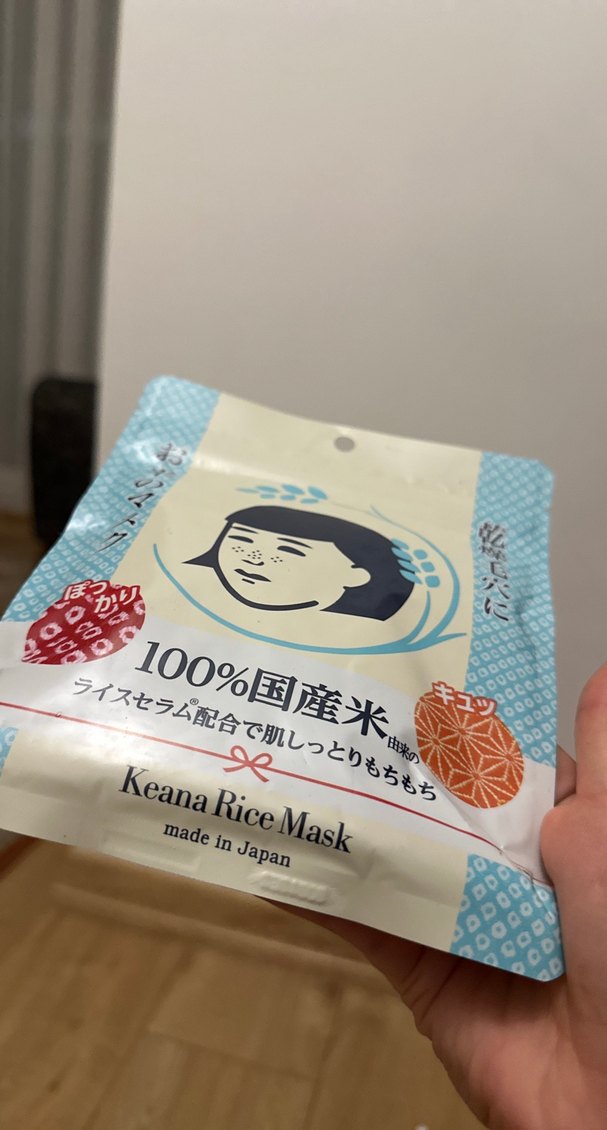 乾燥毛穴に
お米のマスク
ぽっかり
キュッ
100%国産米由来の
ライスセラム®配合で肌しっとりもちもち
Keana Rice Mask
made in Japan